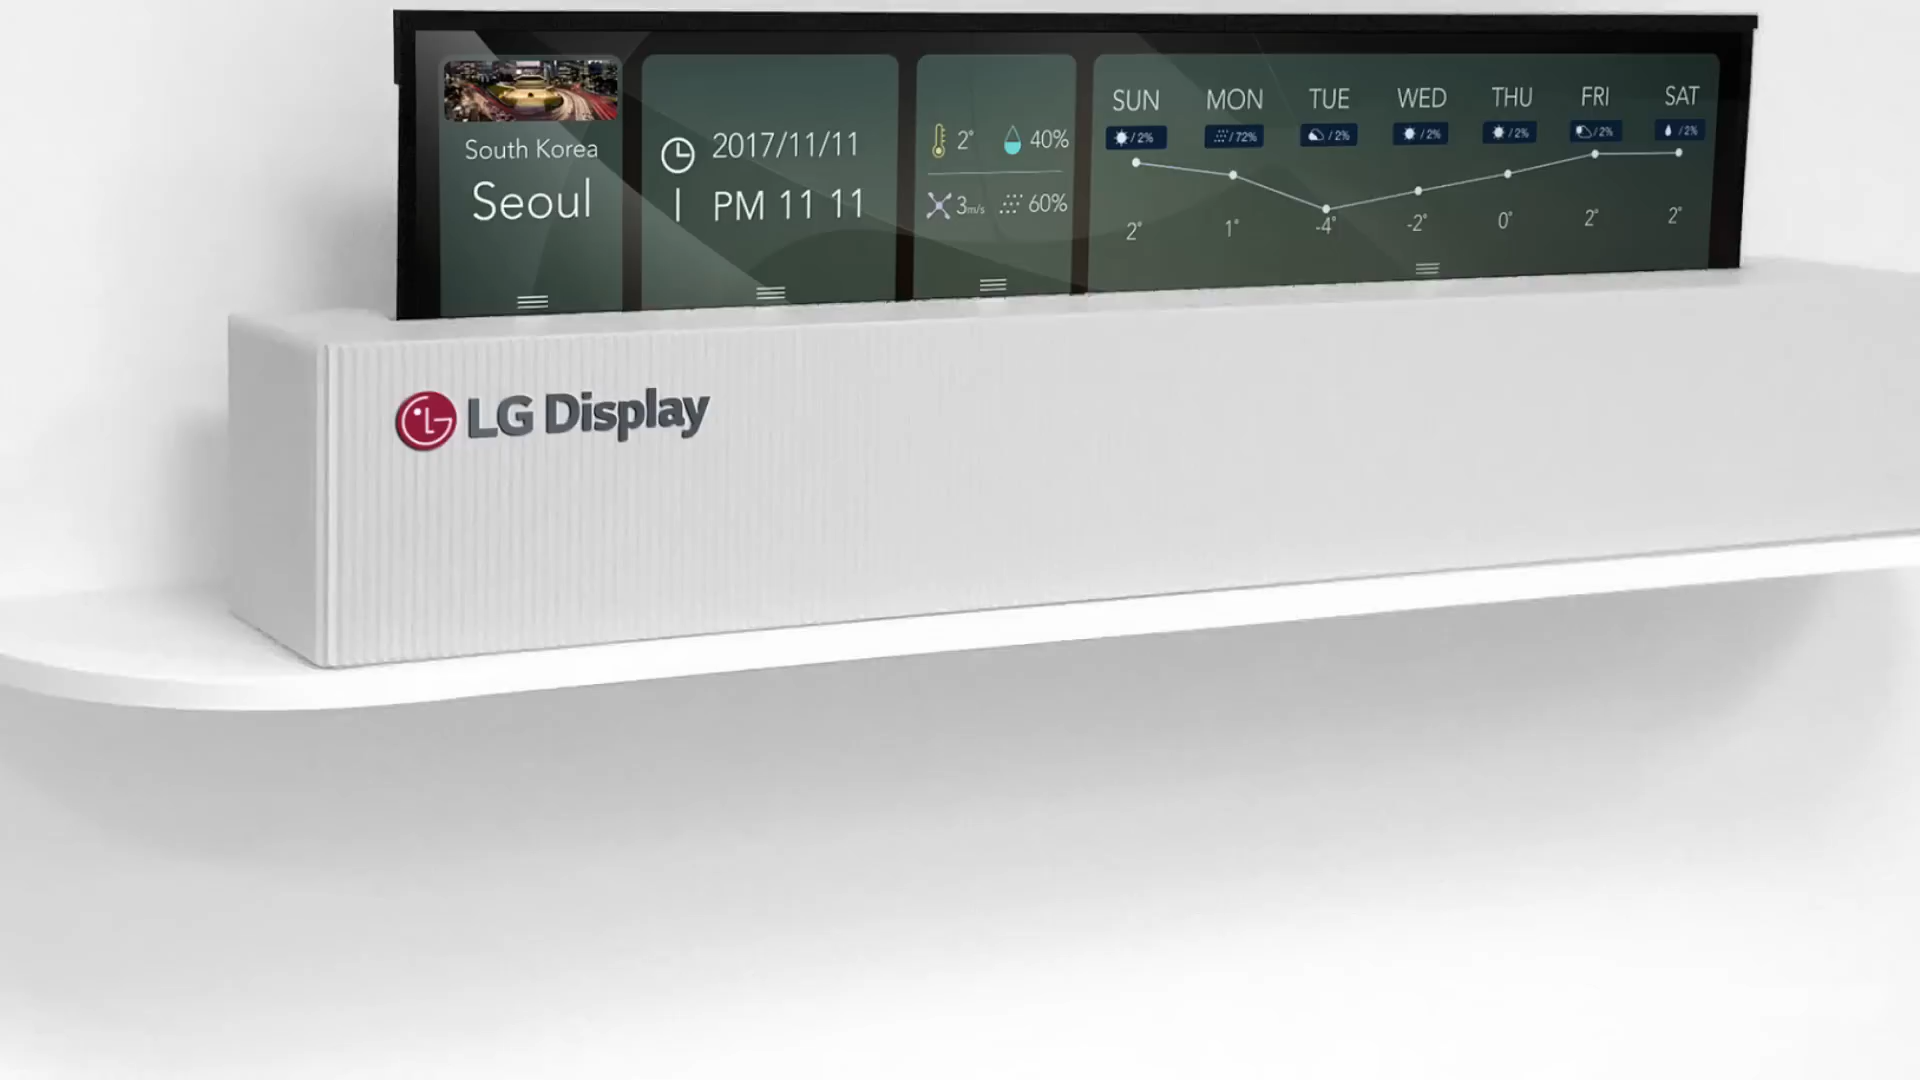 South Korea
Seoul
2017/11/11
PM 11 11
2°
40%
3m/s
60%
SUN MON TUE WED THU FRI SAT
/2% /72% /2% /2% /2% /2% /2%
2° 1° -4° -2° 0° 2° 2°
LG Display